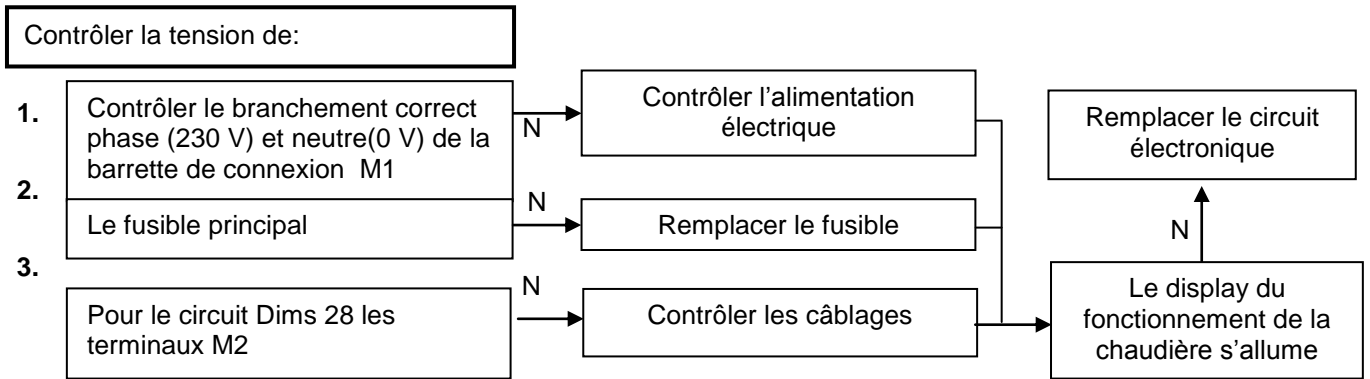 Contrôler la tension de:
1.
Contrôler le branchement correct
phase (230 V) et neutre(0 V) de la
barrette de connexion M1
N
Contrôler l’alimentation
électrique
Remplacer le circuit
électronique
2.
Le fusible principal
N
Remplacer le fusible
N
3.
Pour le circuit Dims 28 les
terminaux M2
N
Contrôler les câblages
Le display du
fonctionnement de la
chaudière s’allume